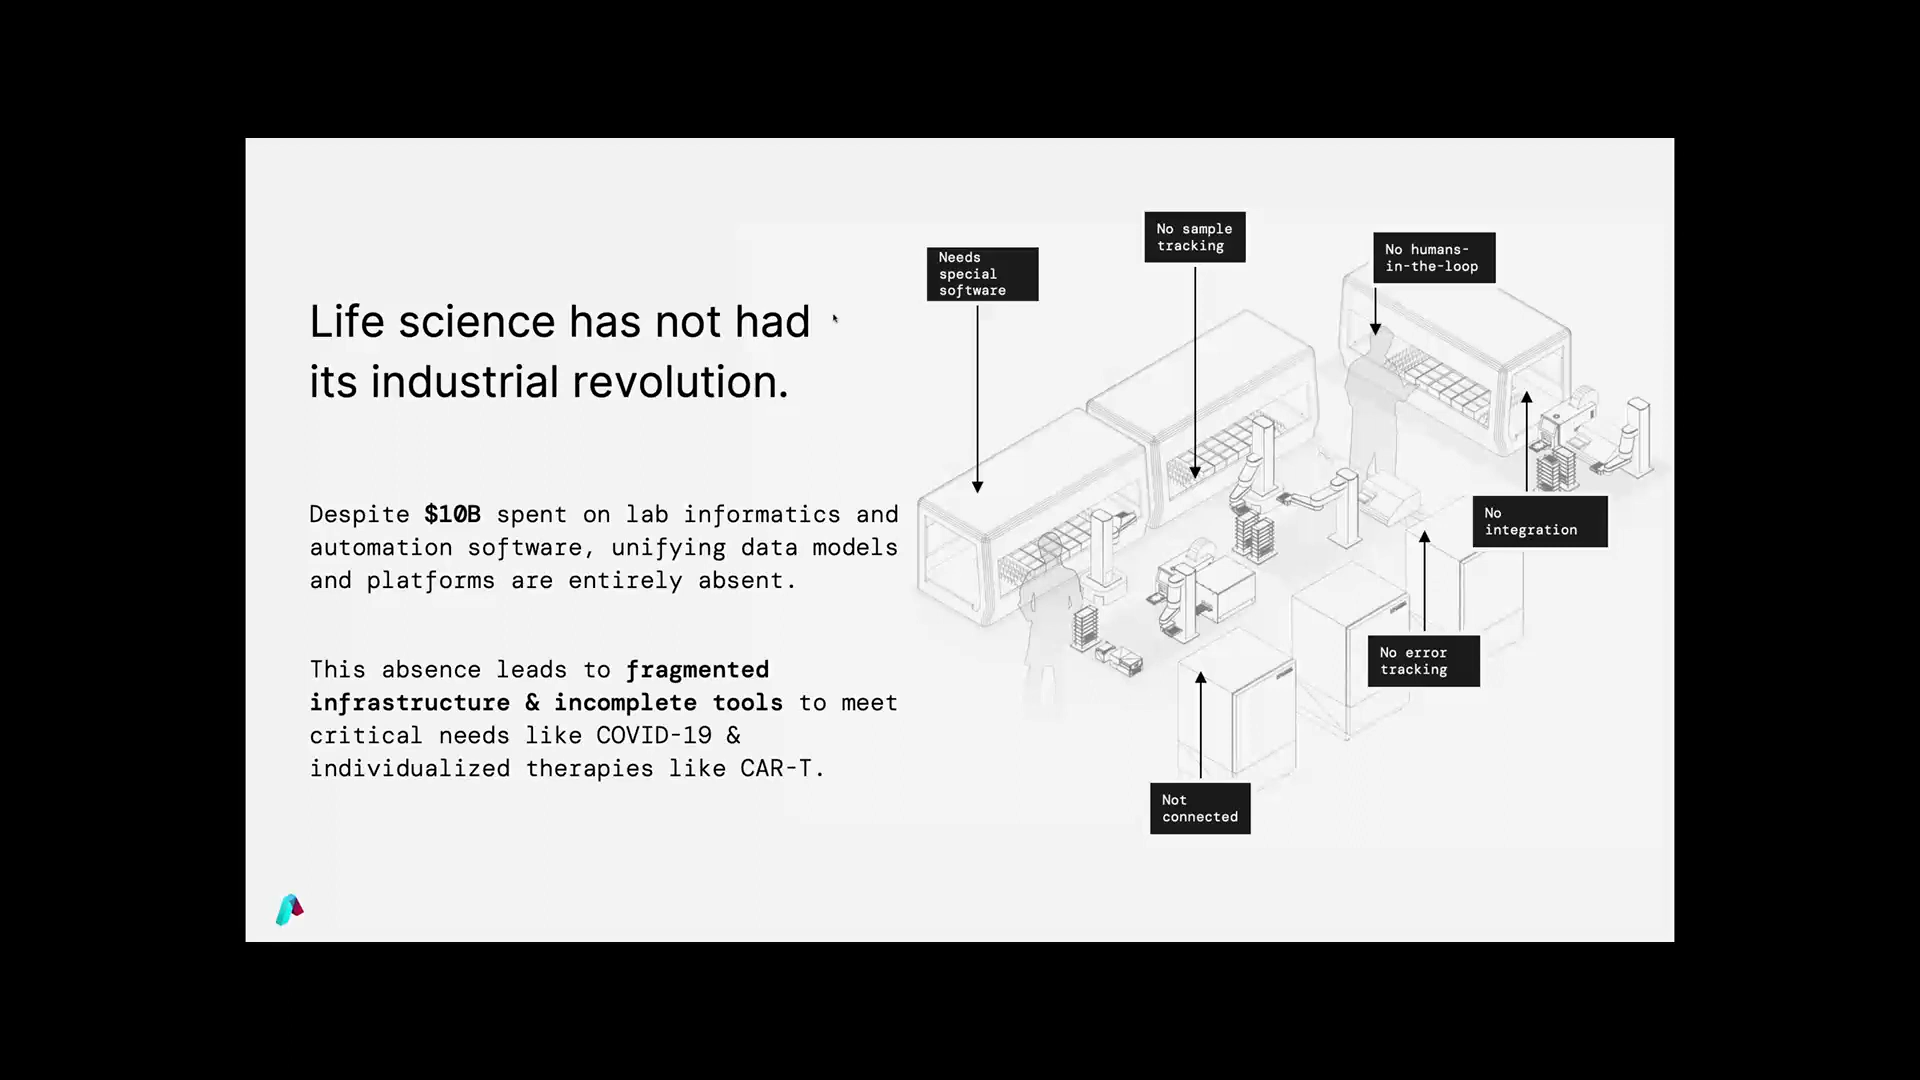 Life science has not had
its industrial revolution.
Despite $10B spent on lab informatics and
automation software, unifying data models
and platforms are entirely absent.
This absence leads to fragmented
infrastructure & incomplete tools to meet
critical needs like COVID-19 &
individualized therapies like CAR-T.
Needs
special
software
No sample
tracking
No humans-
in-the-loop
No
integration
No error
tracking
Not
connected